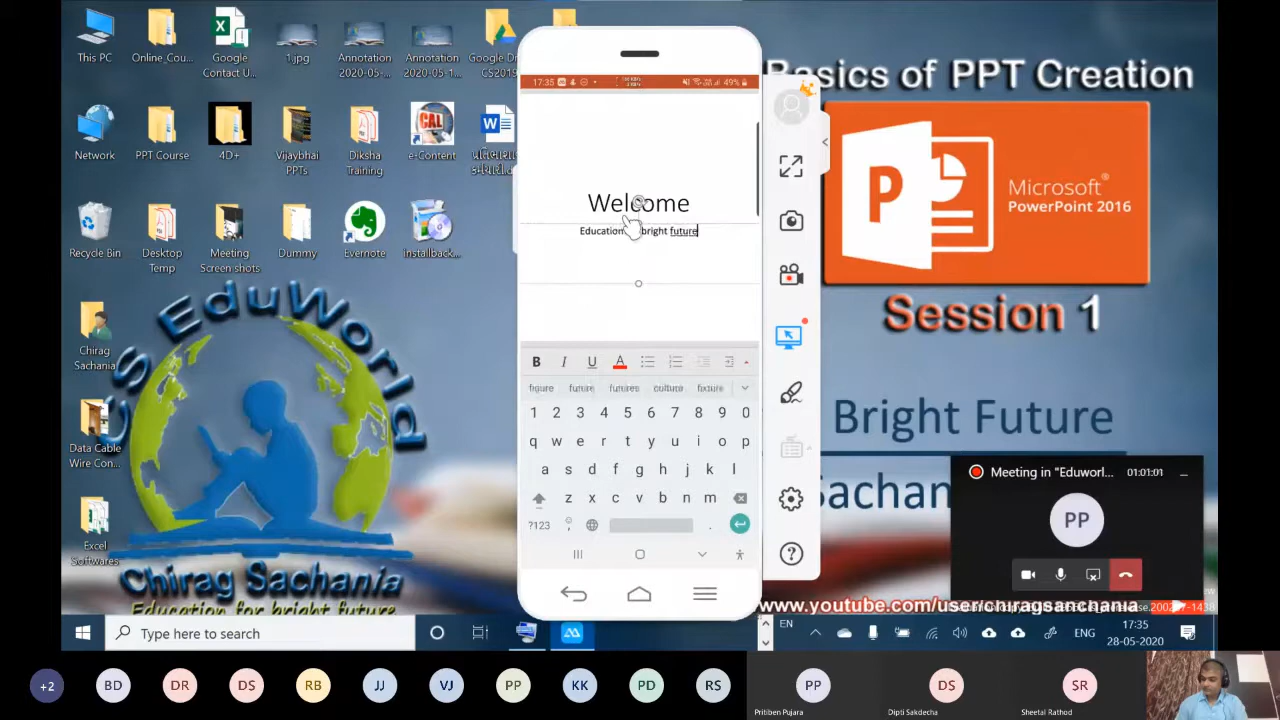 This PC
Online_Cou...
Google
Contact U...
1.jpg
Annotation
2020-05-...
Annotation
2020-05-1...
Google Dr
CS2019
Network
PPT Course
4D+
Vijaybhai
PPTs
Diksha
Training
e-Content
Recycle Bin
Desktop
Temp
Meeting
Screenshots
Dummy
Evernote
Installback...
Chirag
Sachania
Data Cable
Wire Con...
Excel
Softwares
CS EduWorld
Chirag Sachania
Education for bright future
17:35
49%
Welcome
Education
bright future
B I U A
figure future futures culture fixture
1 2 3 4 5 6 7 8 9 0
q w e r t y u i o p
a s d f g h j k l
z x c v b n m
?123
.
Basics of PPT Creation
P
Microsoft®
PowerPoint 2016
Session 1
Bright Future
Sachan
Meeting in "Eduworl...
01:01:01
PP
www.youtube.com/user/chiragsachania
Type here to search
EN
ENG
17:35
28-05-2020
+2 BD DR DS RB JJ VJ PP KK PD RS
PP
Pritiben Pujara
DS
Dipti Sakdecha
SR
Sheetal Rathod